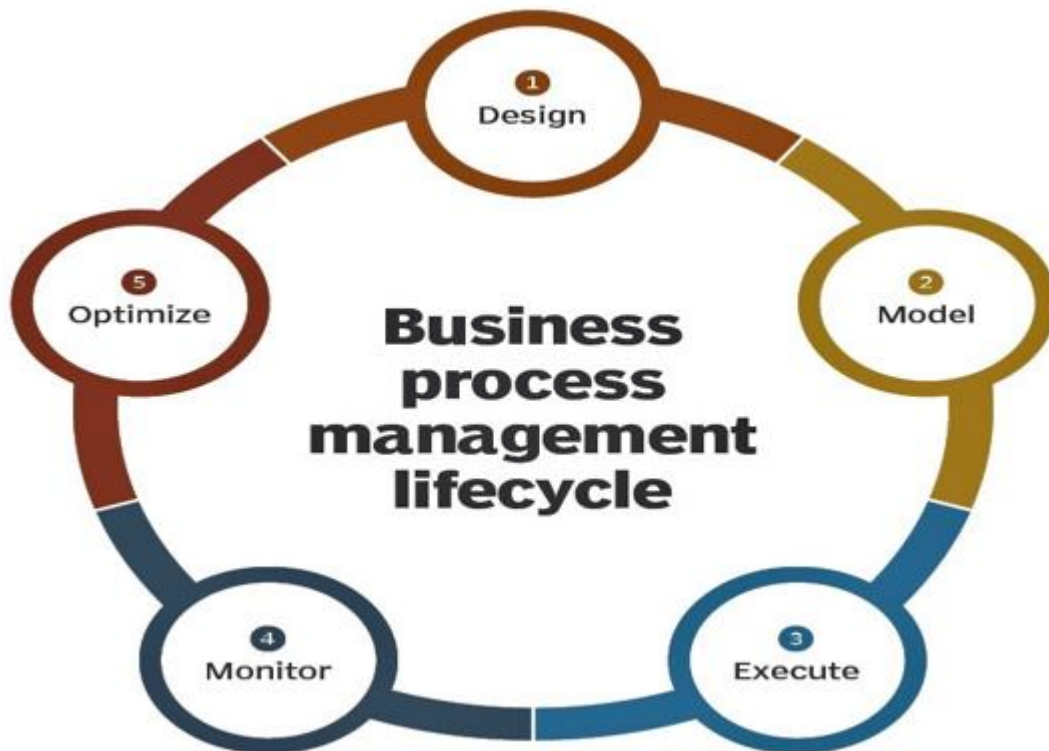 1
Design
2
Model
3
Execute
4
Monitor
5
Optimize
Business
process
management
lifecycle